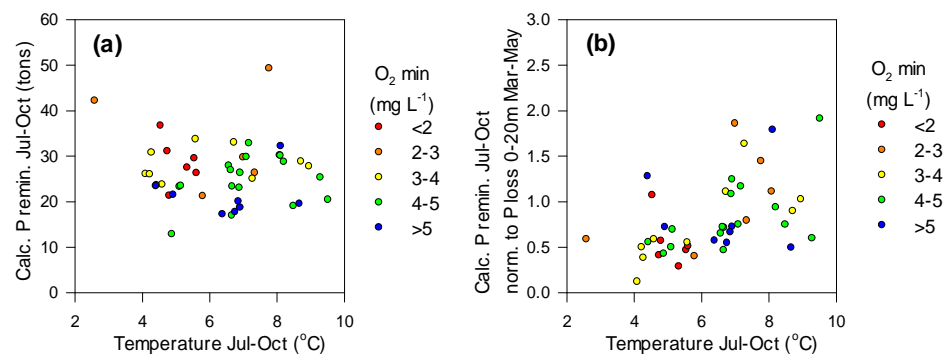 (a)
Calc. P remin. Jul-Oct (tons)
60
50
40
30
20
10
0
2 4 6 8 10
Temperature Jul-Oct (°C)
O₂ min
(mg L⁻¹)
<2
2-3
3-4
4-5
>5
(b)
Calc. P remin. Jul-Oct
norm. to P loss 0-20m Mar-May
3.0
2.5
2.0
1.5
1.0
0.5
0.0
2 4 6 8 10
Temperature Jul-Oct (°C)
O₂ min
(mg L⁻¹)
<2
2-3
3-4
4-5
>5